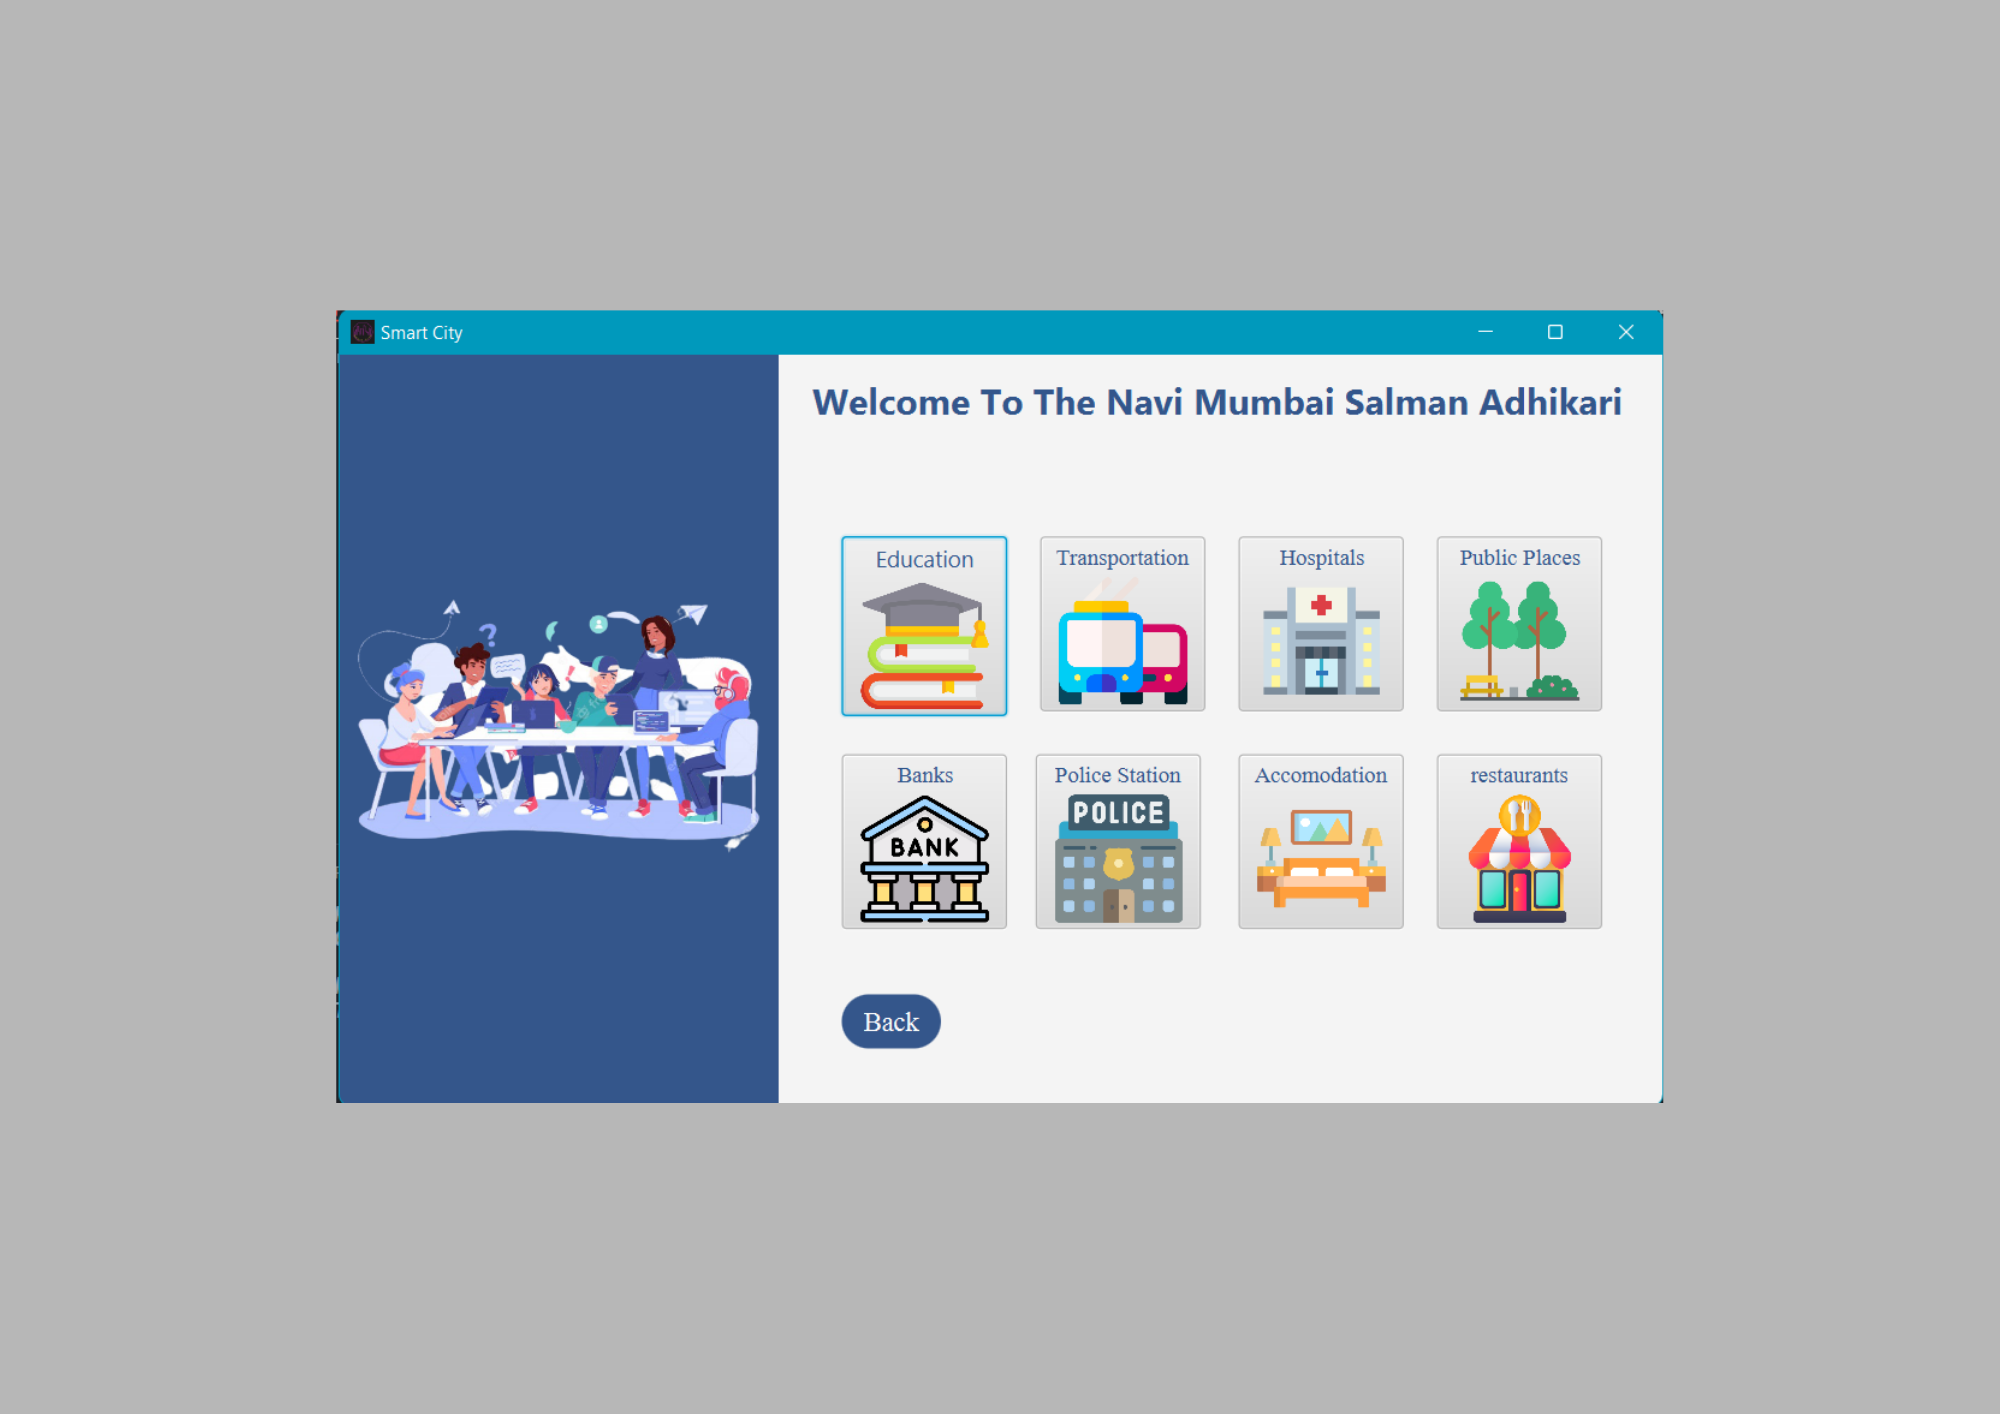 Smart City
Welcome To The Navi Mumbai Salman Adhikari
Education
Transportation
Hospitals
Public Places
Banks
Police Station
Accomodation
restaurants
BANK
POLICE
Back